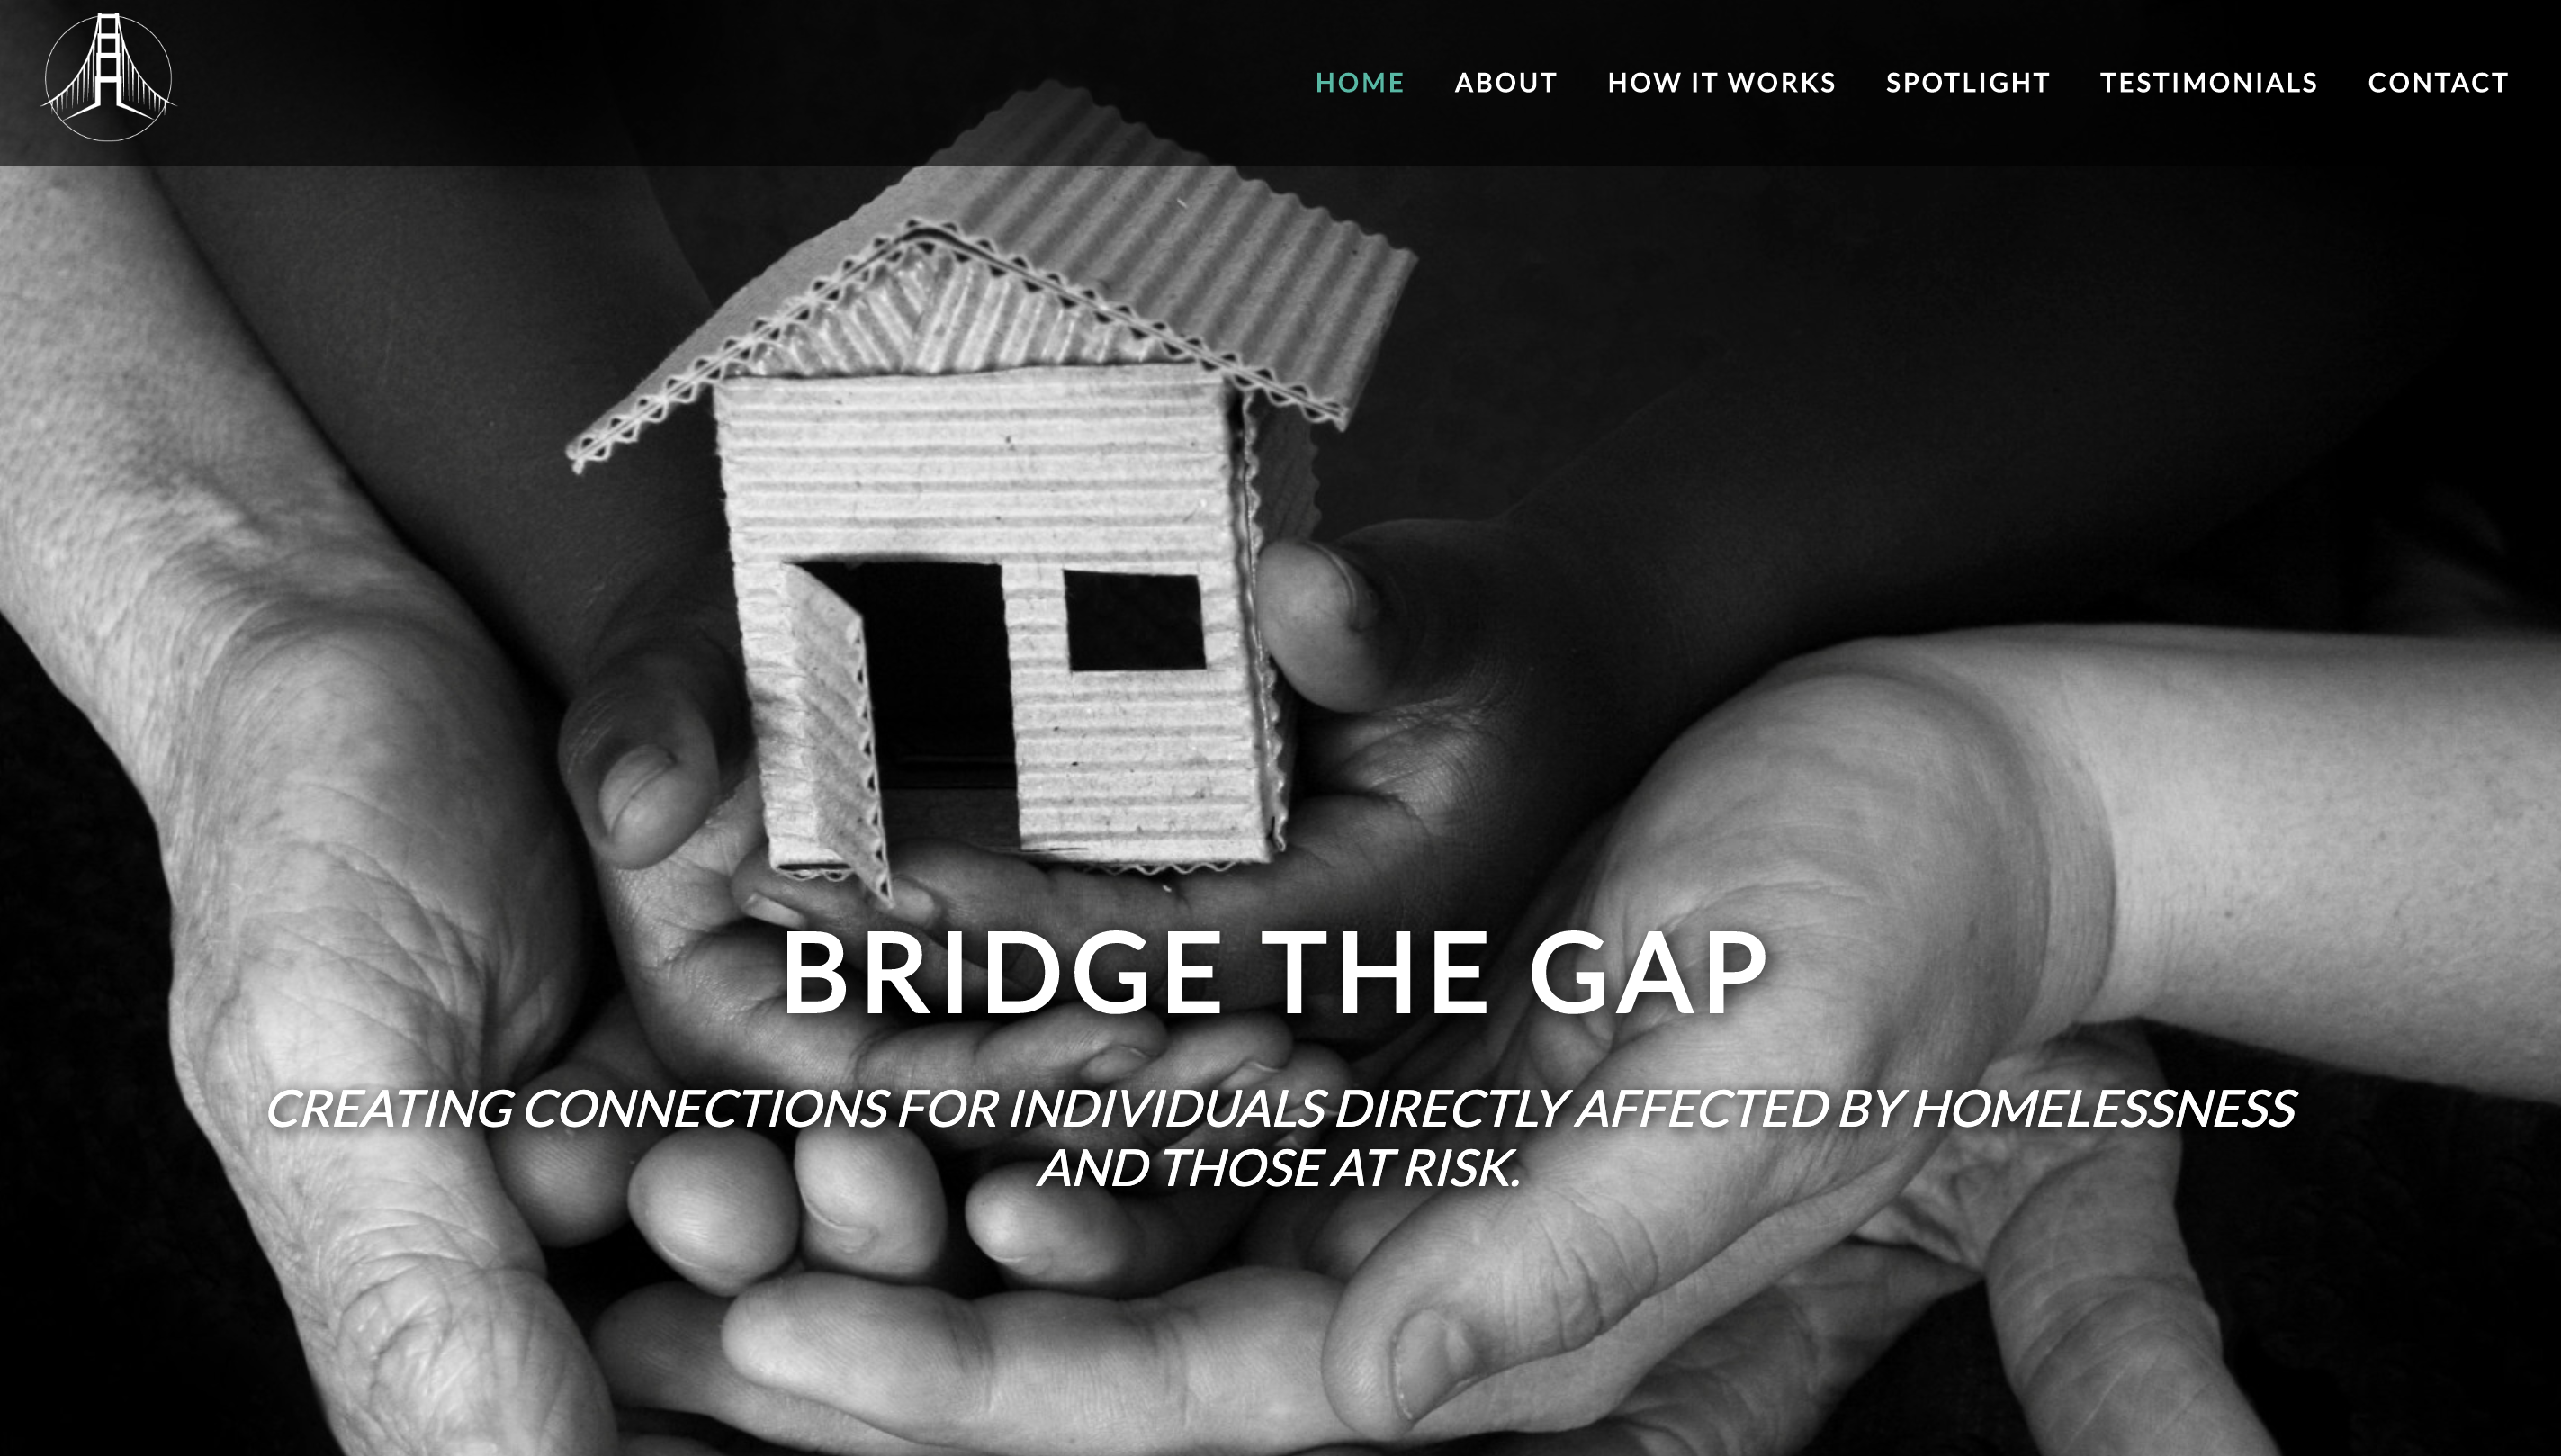 HOME ABOUT HOW IT WORKS SPOTLIGHT TESTIMONIALS CONTACT
BRIDGE THE GAP
CREATING CONNECTIONS FOR INDIVIDUALS DIRECTLY AFFECTED BY HOMELESSNESS
AND THOSE AT RISK.